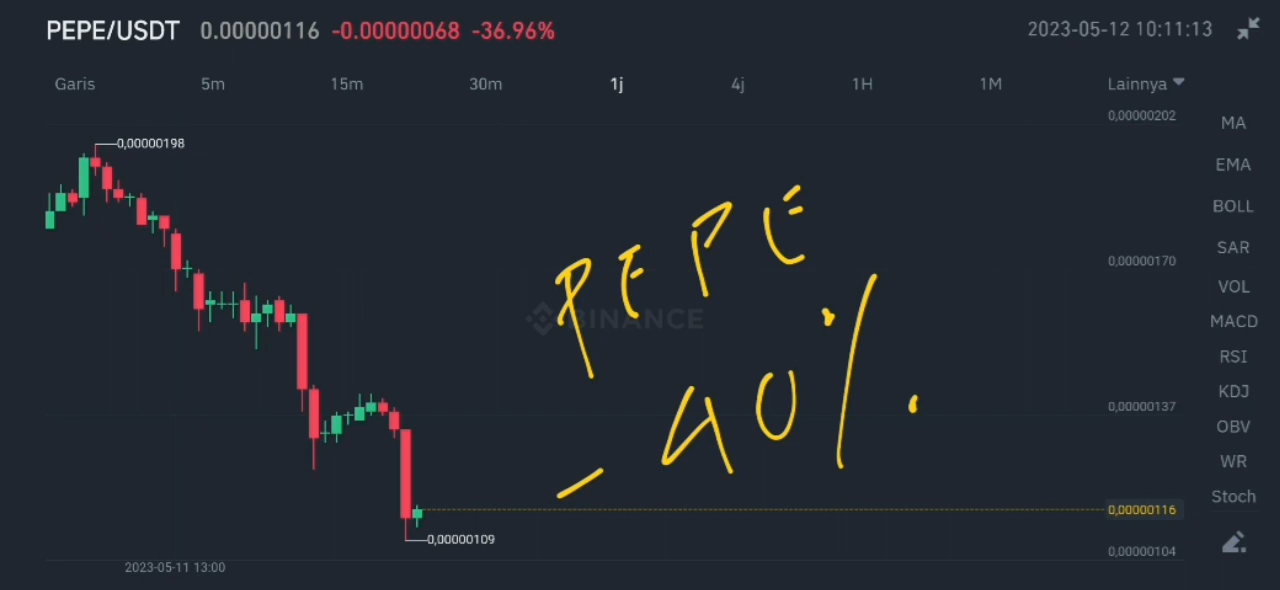 PEPE/USDT 0.00000116 -0.00000068 -36.96% 2023-05-12 10:11:13
Garis 5m 15m 30m 1j 4j 1H 1M Lainnya
0,00000202
MA
0,00000198
EMA
BOLL
PEPE
SAR
0,00000170
VOL
BINANCE
MACD
RSI
KDJ
-40%
0,00000137
OBV
WR
Stoch
0,00000116
0,00000109
0,00000104
2023-05-11 13:00